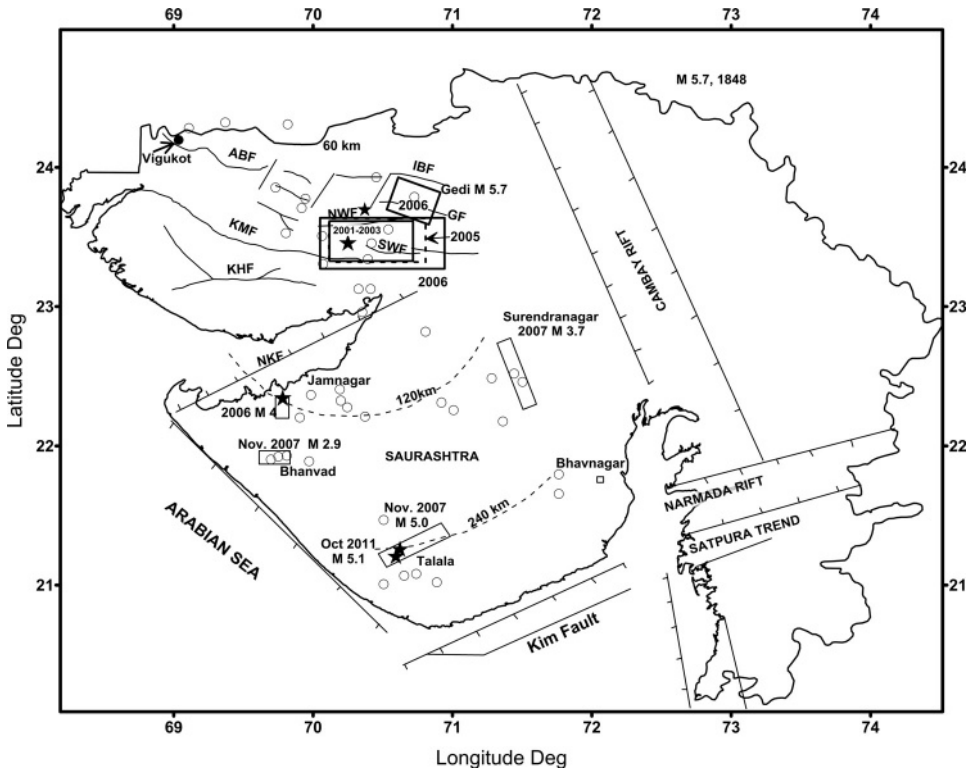 69 70 71 72 73 74
M 5.7, 1848
Vigukot
ABF
60 km
IBF
Gedi M 5.7
24
NWF
2006
GF
2001-2003
KMF
SWF
2005
KHF
2006
23
CAMBAY RIFT
Surendranagar
2007 M 3.7
NKF
Jamnagar
120km
2006 M 4
22
Nov. 2007 M 2.9
Bhanvad
SAURASHTRA
Bhavnagar
NARMADA RIFT
SATPURA TREND
ARABIAN SEA
Nov. 2007
M 5.0
240 km
Oct 2011
M 5.1
Talala
21
Kim Fault
24
23
22
21
Latitude Deg
69 70 71 72 73 74
Longitude Deg